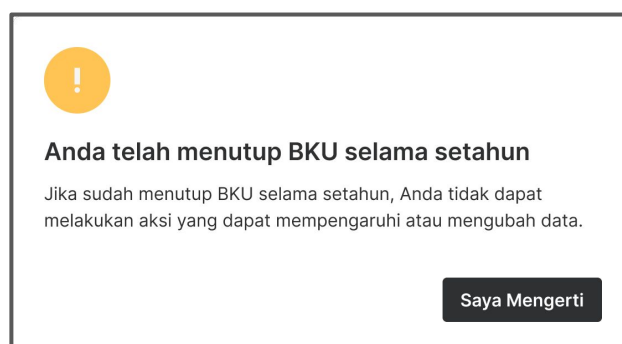 !
Anda telah menutup BKU selama setahun
Jika sudah menutup BKU selama setahun, Anda tidak dapat
melakukan aksi yang dapat mempengaruhi atau mengubah data.
Saya Mengerti